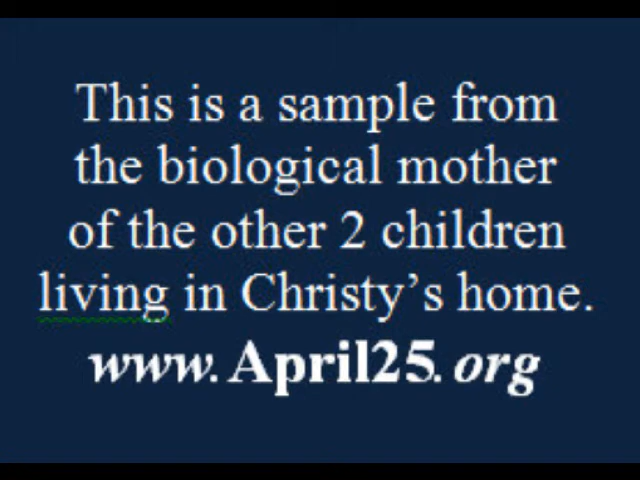 This is a sample from
the biological mother
of the other 2 children
living in Christy’s home.
www.April25.org